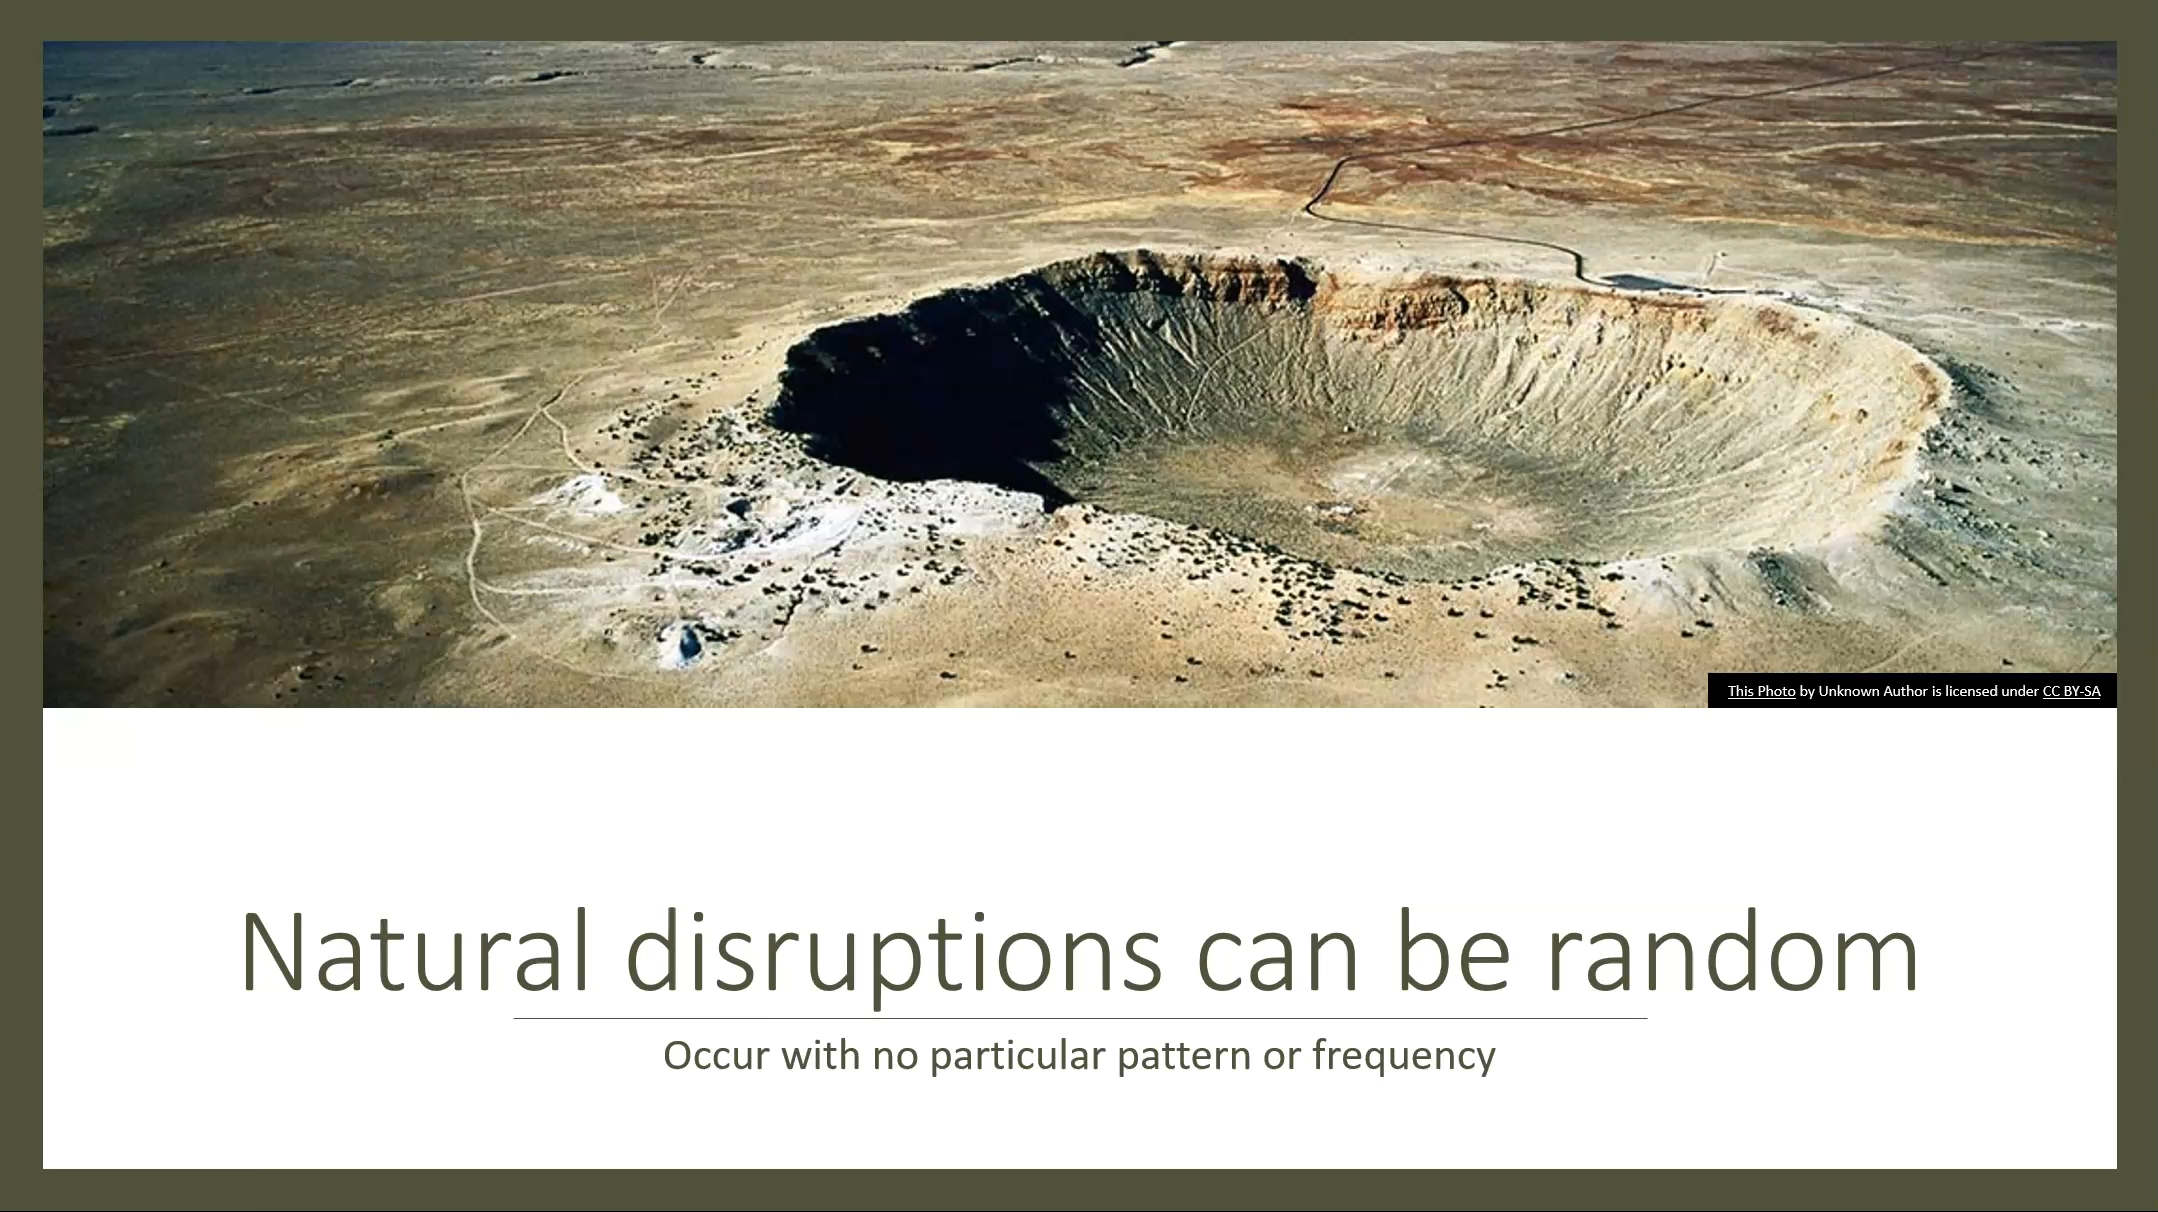 This Photo by Unknown Author is licensed under CC BY-SA
Natural disruptions can be random
Occur with no particular pattern or frequency